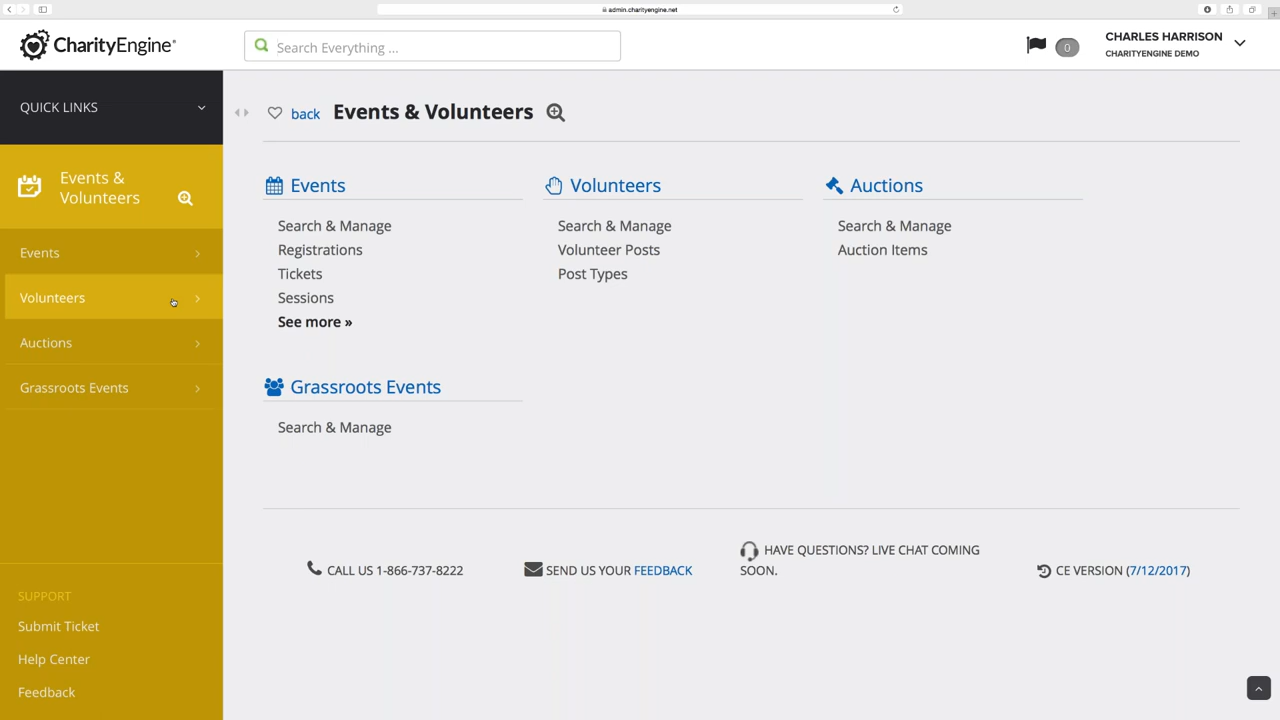 admin.charityengine.net
CharityEngine
Search Everything ...
0
CHARLES HARRISON
CHARITYENGINE DEMO
QUICK LINKS
Events &
Volunteers
Events
Volunteers
Auctions
Grassroots Events
SUPPORT
Submit Ticket
Help Center
Feedback
back
Events & Volunteers
Events
Search & Manage
Registrations
Tickets
Sessions
See more »
Volunteers
Search & Manage
Volunteer Posts
Post Types
Auctions
Search & Manage
Auction Items
Grassroots Events
Search & Manage
CALL US 1-866-737-8222
SEND US YOUR FEEDBACK
HAVE QUESTIONS? LIVE CHAT COMING
SOON.
CE VERSION (7/12/2017)